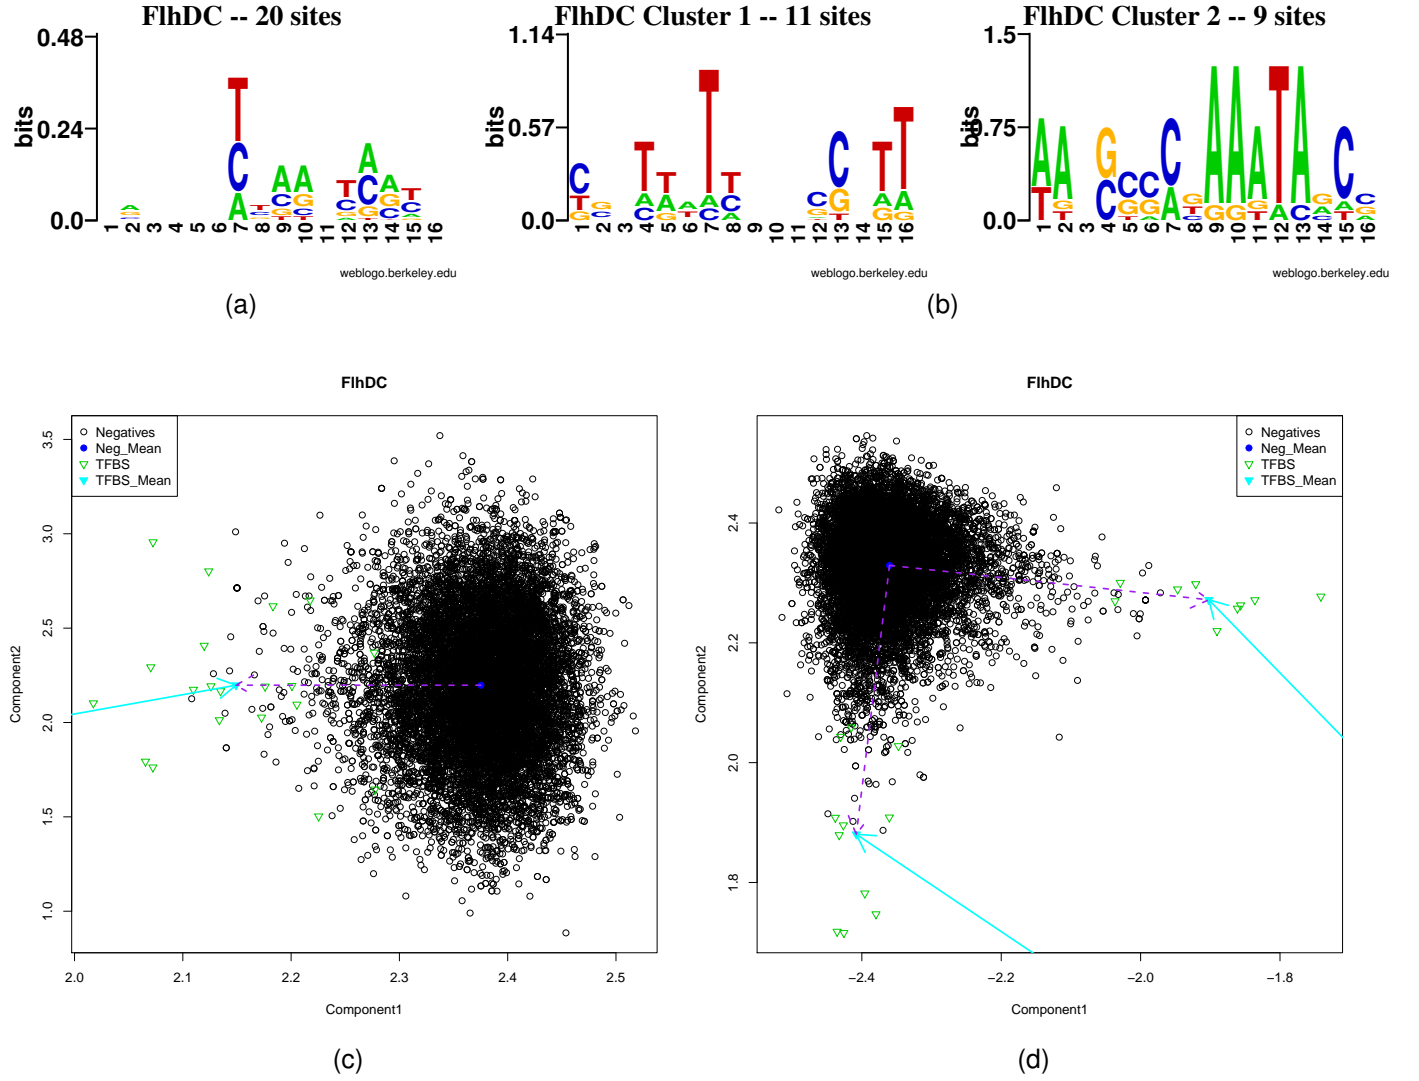 FlhDC -- 20 sites
FlhDC Cluster 1 -- 11 sites
FlhDC Cluster 2 -- 9 sites
0.48
0.24
0.0
bits
1 2 3 4 5 6 7 8 9 10 11 12 13 14 15 16
weblogo.berkeley.edu
1.14
0.57
0.0
bits
1 2 3 4 5 6 7 8 9 10 11 12 13 14 15 16
weblogo.berkeley.edu
1.5
0.75
0.0
bits
1 2 3 4 5 6 7 8 9 10 11 12 13 14 15 16
weblogo.berkeley.edu
(a)
(b)
FlhDC
Negatives
Neg_Mean
TFBS
TFBS_Mean
3.5
3.0
2.5
2.0
1.5
1.0
Component2
2.0 2.1 2.2 2.3 2.4 2.5
Component1
(c)
FlhDC
Negatives
Neg_Mean
TFBS
TFBS_Mean
2.4
2.2
2.0
1.8
Component2
−2.4 −2.2 −2.0 −1.8
Component1
(d)